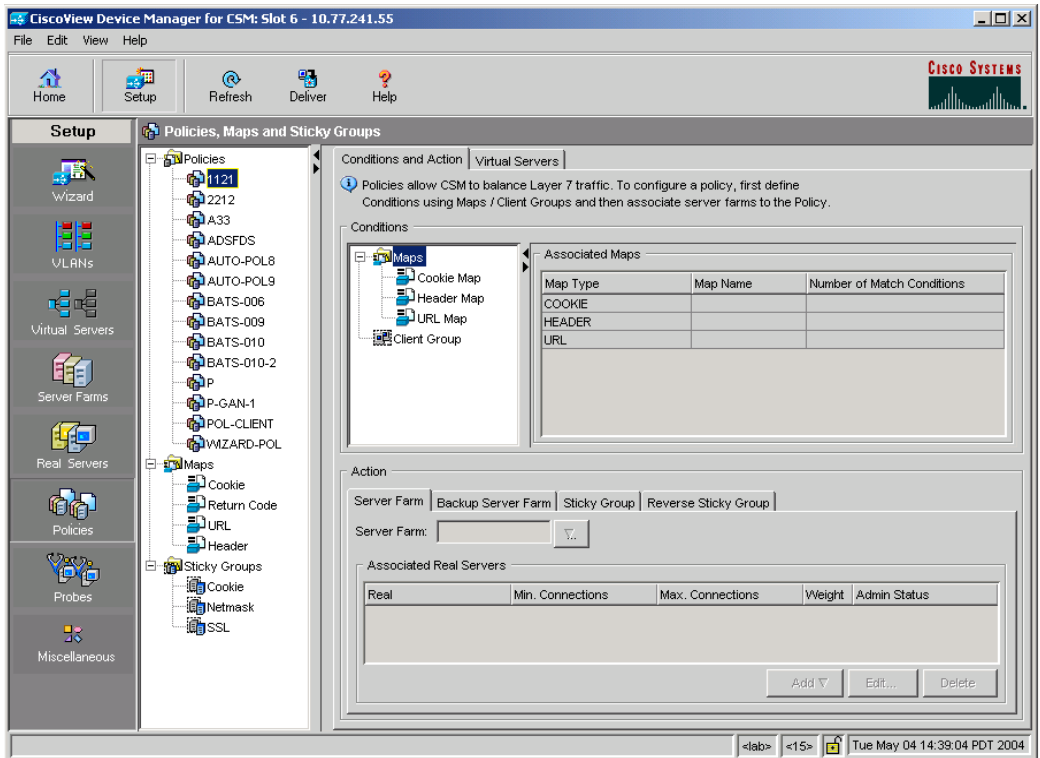 CiscoView Device Manager for CSM: Slot 6 - 10.77.241.55
File Edit View Help
Home Setup Refresh Deliver Help
CISCO SYSTEMS
Setup
Wizard
VLANs
Virtual Servers
Server Farms
Real Servers
Policies
Probes
Miscellaneous
Policies, Maps and Sticky Groups
Policies
1121
2212
A33
ADSFDS
AUTO-POL8
AUTO-POL9
BATS-006
BATS-009
BATS-010
BATS-010-2
P
P-GAN-1
POL-CLIENT
WIZARD-POL
Maps
Cookie
Return Code
URL
Header
Sticky Groups
Cookie
Netmask
SSL
Conditions and Action Virtual Servers
Policies allow CSM to balance Layer 7 traffic. To configure a policy, first define
Conditions using Maps / Client Groups and then associate server farms to the Policy.
Conditions
Maps
Cookie Map
Header Map
URL Map
Client Group
Associated Maps
Map Type Map Name Number of Match Conditions
COOKIE
HEADER
URL
Action
Server Farm Backup Server Farm Sticky Group Reverse Sticky Group
Server Farm:
Associated Real Servers
Real Min. Connections Max. Connections Weight Admin Status
Add Edit... Delete
<lab> <15> Tue May 04 14:39:04 PDT 2004